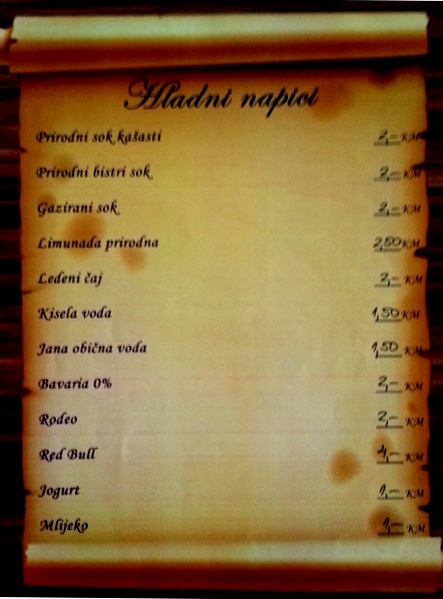 Hladni napici
Prirodni sok kašasti 2,- KM
Prirodni bistri sok 2,- KM
Gazirani sok 2,- KM
Limunada prirodna 2,50 KM
Ledeni čaj 2,- KM
Kisela voda 1,50 KM
Jana obična voda 1,50 KM
Bavaria 0% 2,- KM
Rodeo 2,- KM
Red Bull 4,- KM
Jogurt 1,- KM
Mlijeko 1,- KM